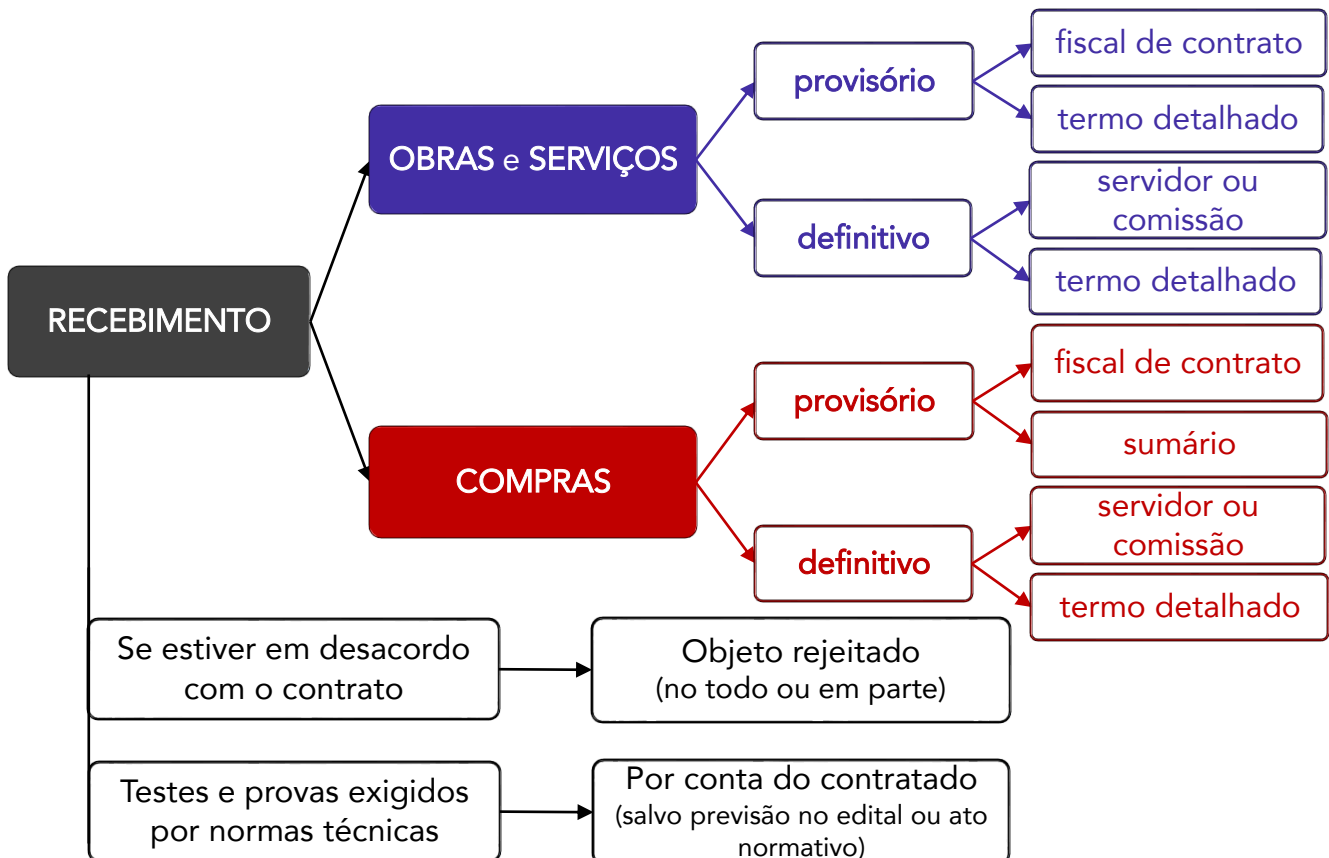 RECEBIMENTO
OBRAS e SERVIÇOS
provisório
fiscal de contrato
termo detalhado
definitivo
servidor ou
comissão
termo detalhado
COMPRAS
provisório
fiscal de contrato
sumário
definitivo
servidor ou
comissão
termo detalhado
Se estiver em desacordo
com o contrato
Objeto rejeitado
(no todo ou em parte)
Testes e provas exigidos
por normas técnicas
Por conta do contratado
(salvo previsão no edital ou ato
normativo)